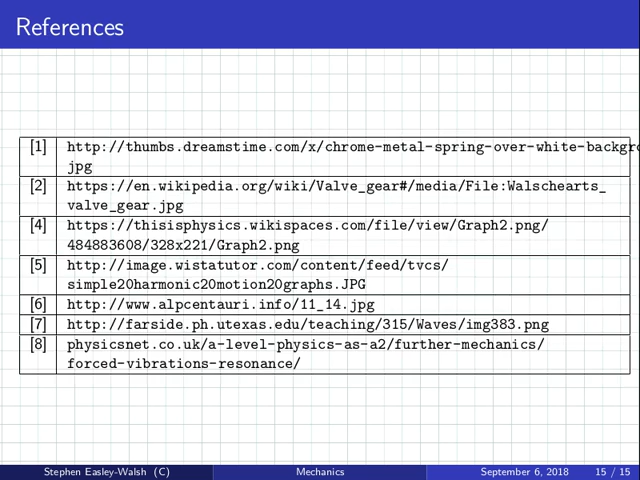 References
[1] http://thumbs.dreamstime.com/x/chrome-metal-spring-over-white-backgro
jpg
[2] https://en.wikipedia.org/wiki/Valve_gear#/media/File:Walschearts_
valve_gear.jpg
[4] https://thisisphysics.wikispaces.com/file/view/Graph2.png/
484883608/328x221/Graph2.png
[5] http://image.wistatutor.com/content/feed/tvcs/
simple20harmonic20motion20graphs.JPG
[6] http://www.alpcentauri.info/11_14.jpg
[7] http://farside.ph.utexas.edu/teaching/315/Waves/img383.png
[8] physicsnet.co.uk/a-level-physics-as-a2/further-mechanics/
forced-vibrations-resonance/
Stephen Easley-Walsh (C) Mechanics September 6, 2018 15 / 15